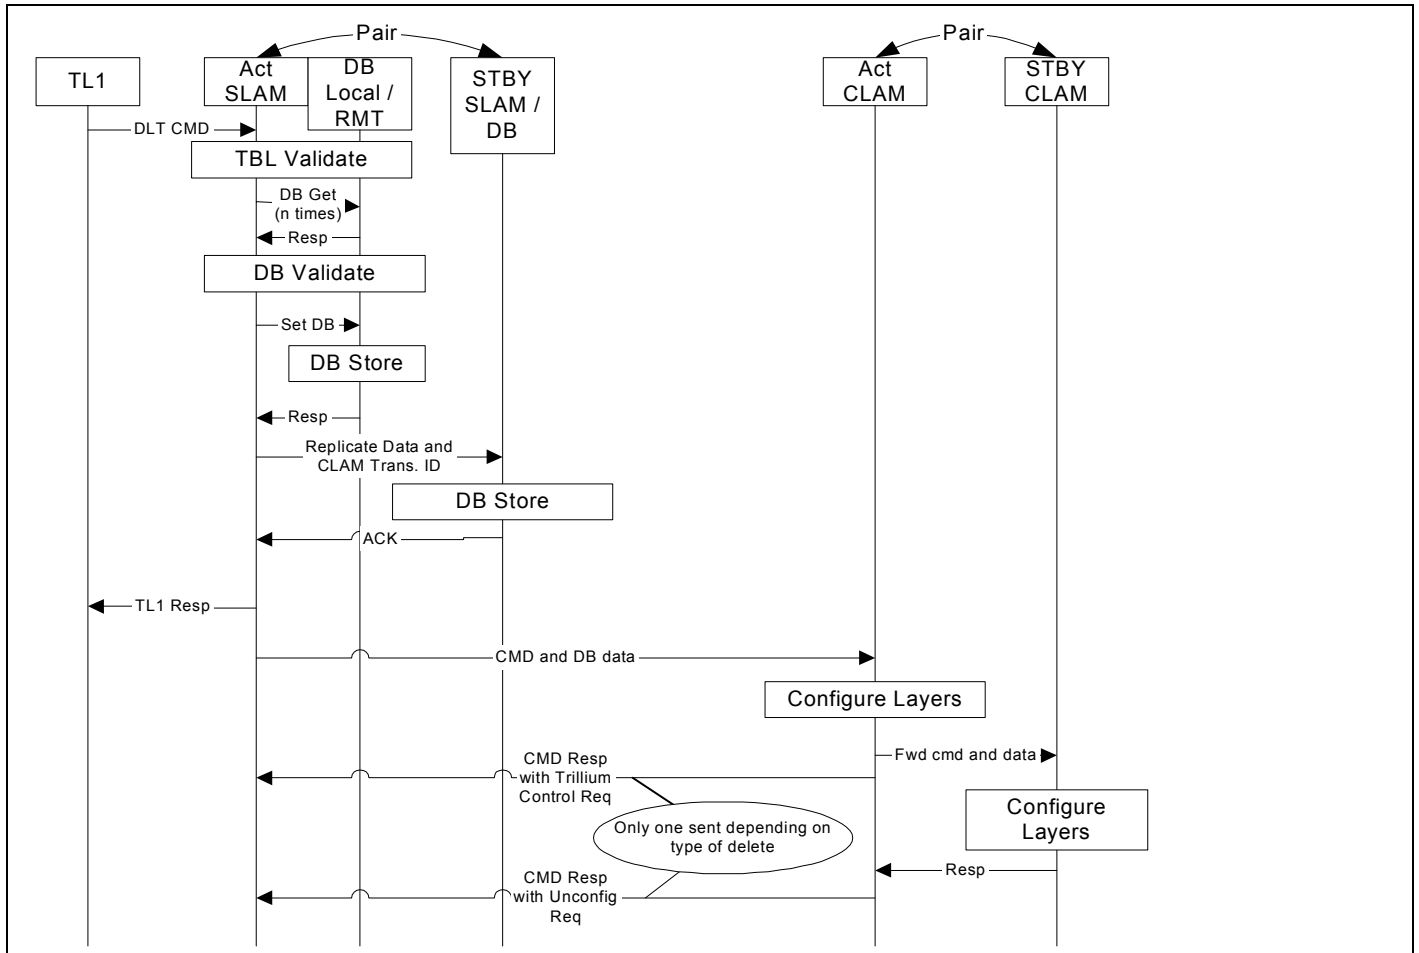 Pair
Pair
TL1
Act
SLAM
DB
Local /
RMT
STBY
SLAM /
DB
Act
CLAM
STBY
CLAM
DLT CMD
TBL Validate
DB Get
(n times)
Resp
DB Validate
Set DB
DB Store
Resp
Replicate Data and
CLAM Trans. ID
DB Store
ACK
TL1 Resp
CMD and DB data
Configure Layers
Fwd cmd and data
CMD Resp
with Trillium
Control Req
Configure
Layers
Only one sent depending on
type of delete
Resp
CMD Resp
with Unconfig
Req